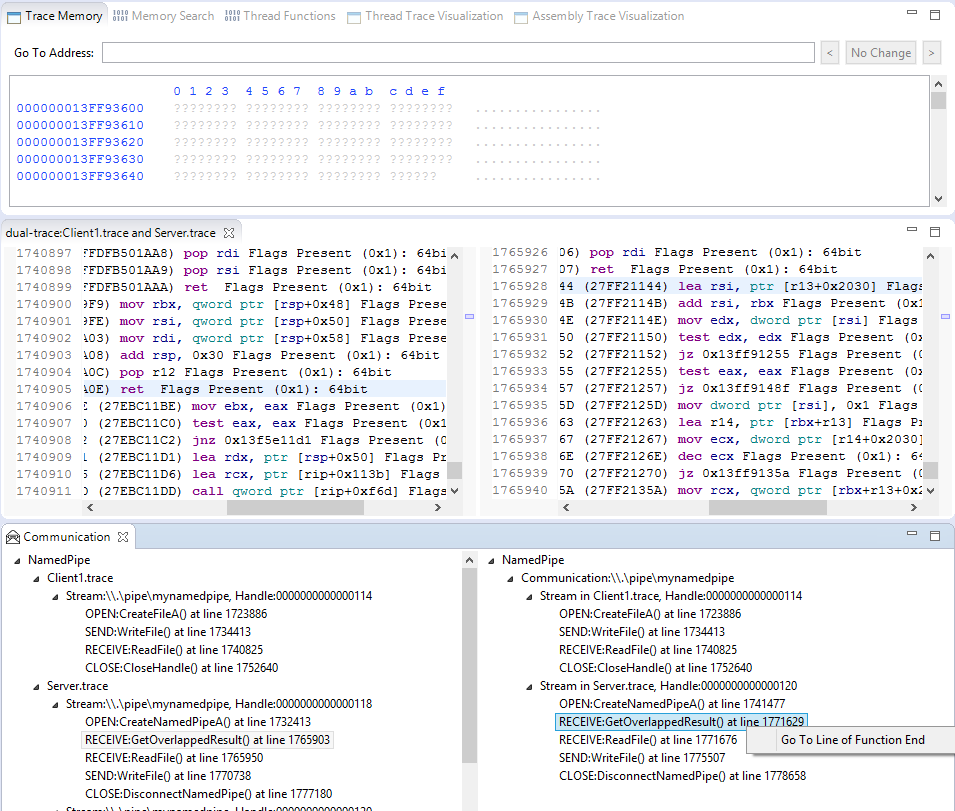 Trace Memory Memory Search Thread Functions Thread Trace Visualization Assembly Trace Visualization
Go To Address: < No Change >
0 1 2 3 4 5 6 7 8 9 a b c d e f
000000013FF93600 ???????? ???????? ???????? ???????? ................
000000013FF93610 ???????? ???????? ???????? ???????? ................
000000013FF93620 ???????? ???????? ???????? ???????? ................
000000013FF93630 ???????? ???????? ???????? ???????? ................
000000013FF93640 ???????? ???????? ???????? ?????? ................
dual-trace:Client1.trace and Server.trace
1740897 FFDFB501AA8) pop rdi Flags Present (0x1): 64bit
1740898 FFDFB501AA9) pop rsi Flags Present (0x1): 64bit
1740899 FFDFB501AAA) ret Flags Present (0x1): 64bit
1740900 9F9) mov rbx, qword ptr [rsp+0x48] Flags Prese
1740901 9FE) mov rsi, qword ptr [rsp+0x50] Flags Prese
1740902 A03) mov rdi, qword ptr [rsp+0x58] Flags Prese
1740903 A08) add rsp, 0x30 Flags Present (0x1): 64bit
1740904 A0C) pop r12 Flags Present (0x1): 64bit
1740905 A0E) ret Flags Present (0x1): 64bit
1740906 E (27EBC11BE) mov ebx, eax Flags Present (0x1)
1740907 0 (27EBC11C0) test eax, eax Flags Present (0x1
1740908 2 (27EBC11C2) jnz 0x13f5e11d1 Flags Present (0
1740909 1 (27EBC11D1) lea rdx, ptr [rsp+0x50] Flags Pr
1740910 6 (27EBC11D6) lea rcx, ptr [rip+0x113b] Flags
1740911 D (27EBC11DD) call qword ptr [rip+0xf6d] Flags
1765926 06) pop rdi Flags Present (0x1): 64bit
1765927 07) ret Flags Present (0x1): 64bit
1765928 44 (27FF21144) lea rsi, ptr [r13+0x2030] Flags
1765929 4B (27FF2114B) add rsi, rbx Flags Present (0x1
1765930 4E (27FF2114E) mov edx, dword ptr [rsi] Flags
1765931 50 (27FF21150) test edx, edx Flags Present (0x
1765932 52 (27FF21152) jz 0x13ff91255 Flags Present (0
1765933 55 (27FF21255) test eax, eax Flags Present (0x
1765934 57 (27FF21257) jz 0x13ff9148f Flags Present (0
1765935 5D (27FF2125D) mov dword ptr [rsi], 0x1 Flags
1765936 63 (27FF21263) lea r14, ptr [rbx+r13] Flags P
1765937 67 (27FF21267) mov ecx, dword ptr [r14+0x2030]
1765938 6E (27FF2126E) dec ecx Flags Present (0x1): 64
1765939 70 (27FF21270) jz 0x13ff9135a Flags Present (0
1765940 5A (27FF2135A) mov rcx, qword ptr [rbx+r13+0x2
Communication
NamedPipe
Client1.trace
Stream:\\.\pipe\mynamedpipe, Handle:0000000000000114
OPEN:CreateFileA() at line 1723886
SEND:WriteFile() at line 1734413
RECEIVE:ReadFile() at line 1740825
CLOSE:CloseHandle() at line 1752640
Server.trace
Stream:\\.\pipe\mynamedpipe, Handle:0000000000000118
OPEN:CreateNamedPipeA() at line 1732413
RECEIVE:GetOverlappedResult() at line 1765903
RECEIVE:ReadFile() at line 1765950
SEND:WriteFile() at line 1770738
CLOSE:DisconnectNamedPipe() at line 1777180
Stream:\\.\pipe\mynamedpipe, Handle:0000000000000120
NamedPipe
Communication:\\.\pipe\mynamedpipe
Stream in Client1.trace, Handle:0000000000000114
OPEN:CreateFileA() at line 1723886
SEND:WriteFile() at line 1734413
RECEIVE:ReadFile() at line 1740825
CLOSE:CloseHandle() at line 1752640
Stream in Server.trace, Handle:0000000000000120
OPEN:CreateNamedPipeA() at line 1741477
RECEIVE:GetOverlappedResult() at line 1771629
RECEIVE:ReadFile() at line 1771676
SEND:WriteFile() at line 1775507
CLOSE:DisconnectNamedPipe() at line 1778658
Go To Line of Function End